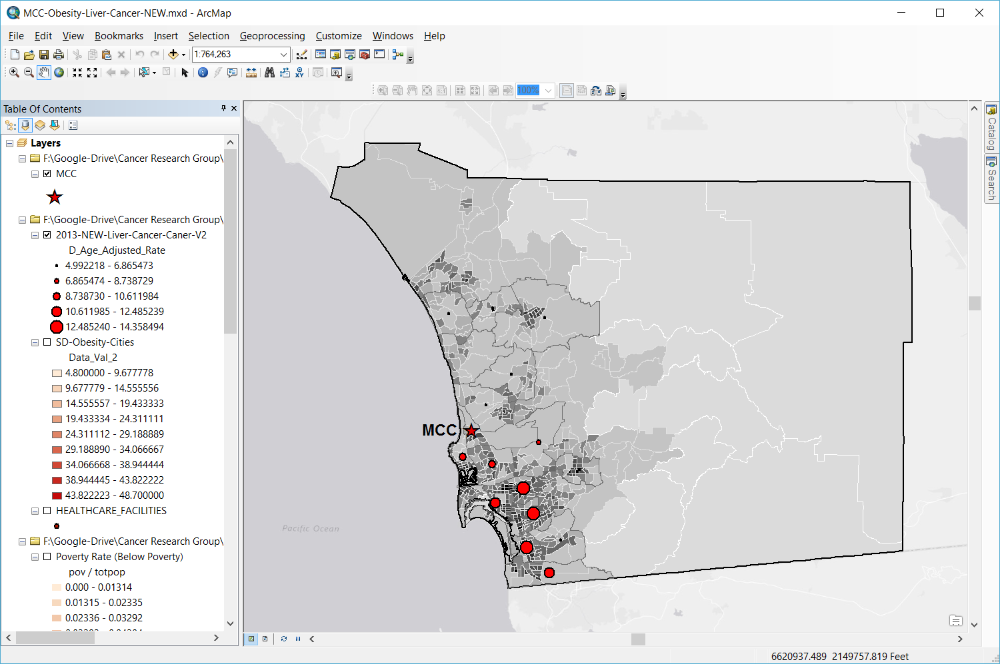 MCC-Obesity-Liver-Cancer-NEW.mxd - ArcMap
File Edit View Bookmarks Insert Selection Geoprocessing Customize Windows Help
1:764,263
100%
Table Of Contents
Layers
F:\Google-Drive\Cancer Research Group\
MCC
F:\Google-Drive\Cancer Research Group\
2013-NEW-Liver-Cancer-Caner-V2
D_Age_Adjusted_Rate
4.992218 - 6.865473
6.865474 - 8.738729
8.738730 - 10.611984
10.611985 - 12.485239
12.485240 - 14.358494
SD-Obesity-Cities
Data_Val_2
4.800000 - 9.677778
9.677779 - 14.555556
14.555557 - 19.433333
19.433334 - 24.311111
24.311112 - 29.188889
29.188890 - 34.066667
34.066668 - 38.944444
38.944445 - 43.822222
43.822223 - 48.700000
HEALTHCARE_FACILITIES
F:\Google-Drive\Cancer Research Group\
Poverty Rate (Below Poverty)
pov / totpop
0.000 - 0.01314
0.01315 - 0.02335
0.02336 - 0.03292
MCC
Pacific Ocean
Catalog
Search
6620937.489 2149757.819 Feet